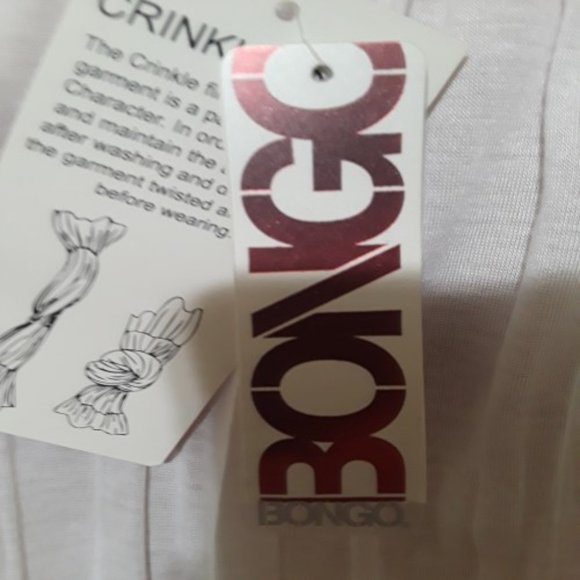 The Crinkle
garment is a
Character. In
and maintain the
after washing and
the garment twisted
before wearing
BONGO
BONGO